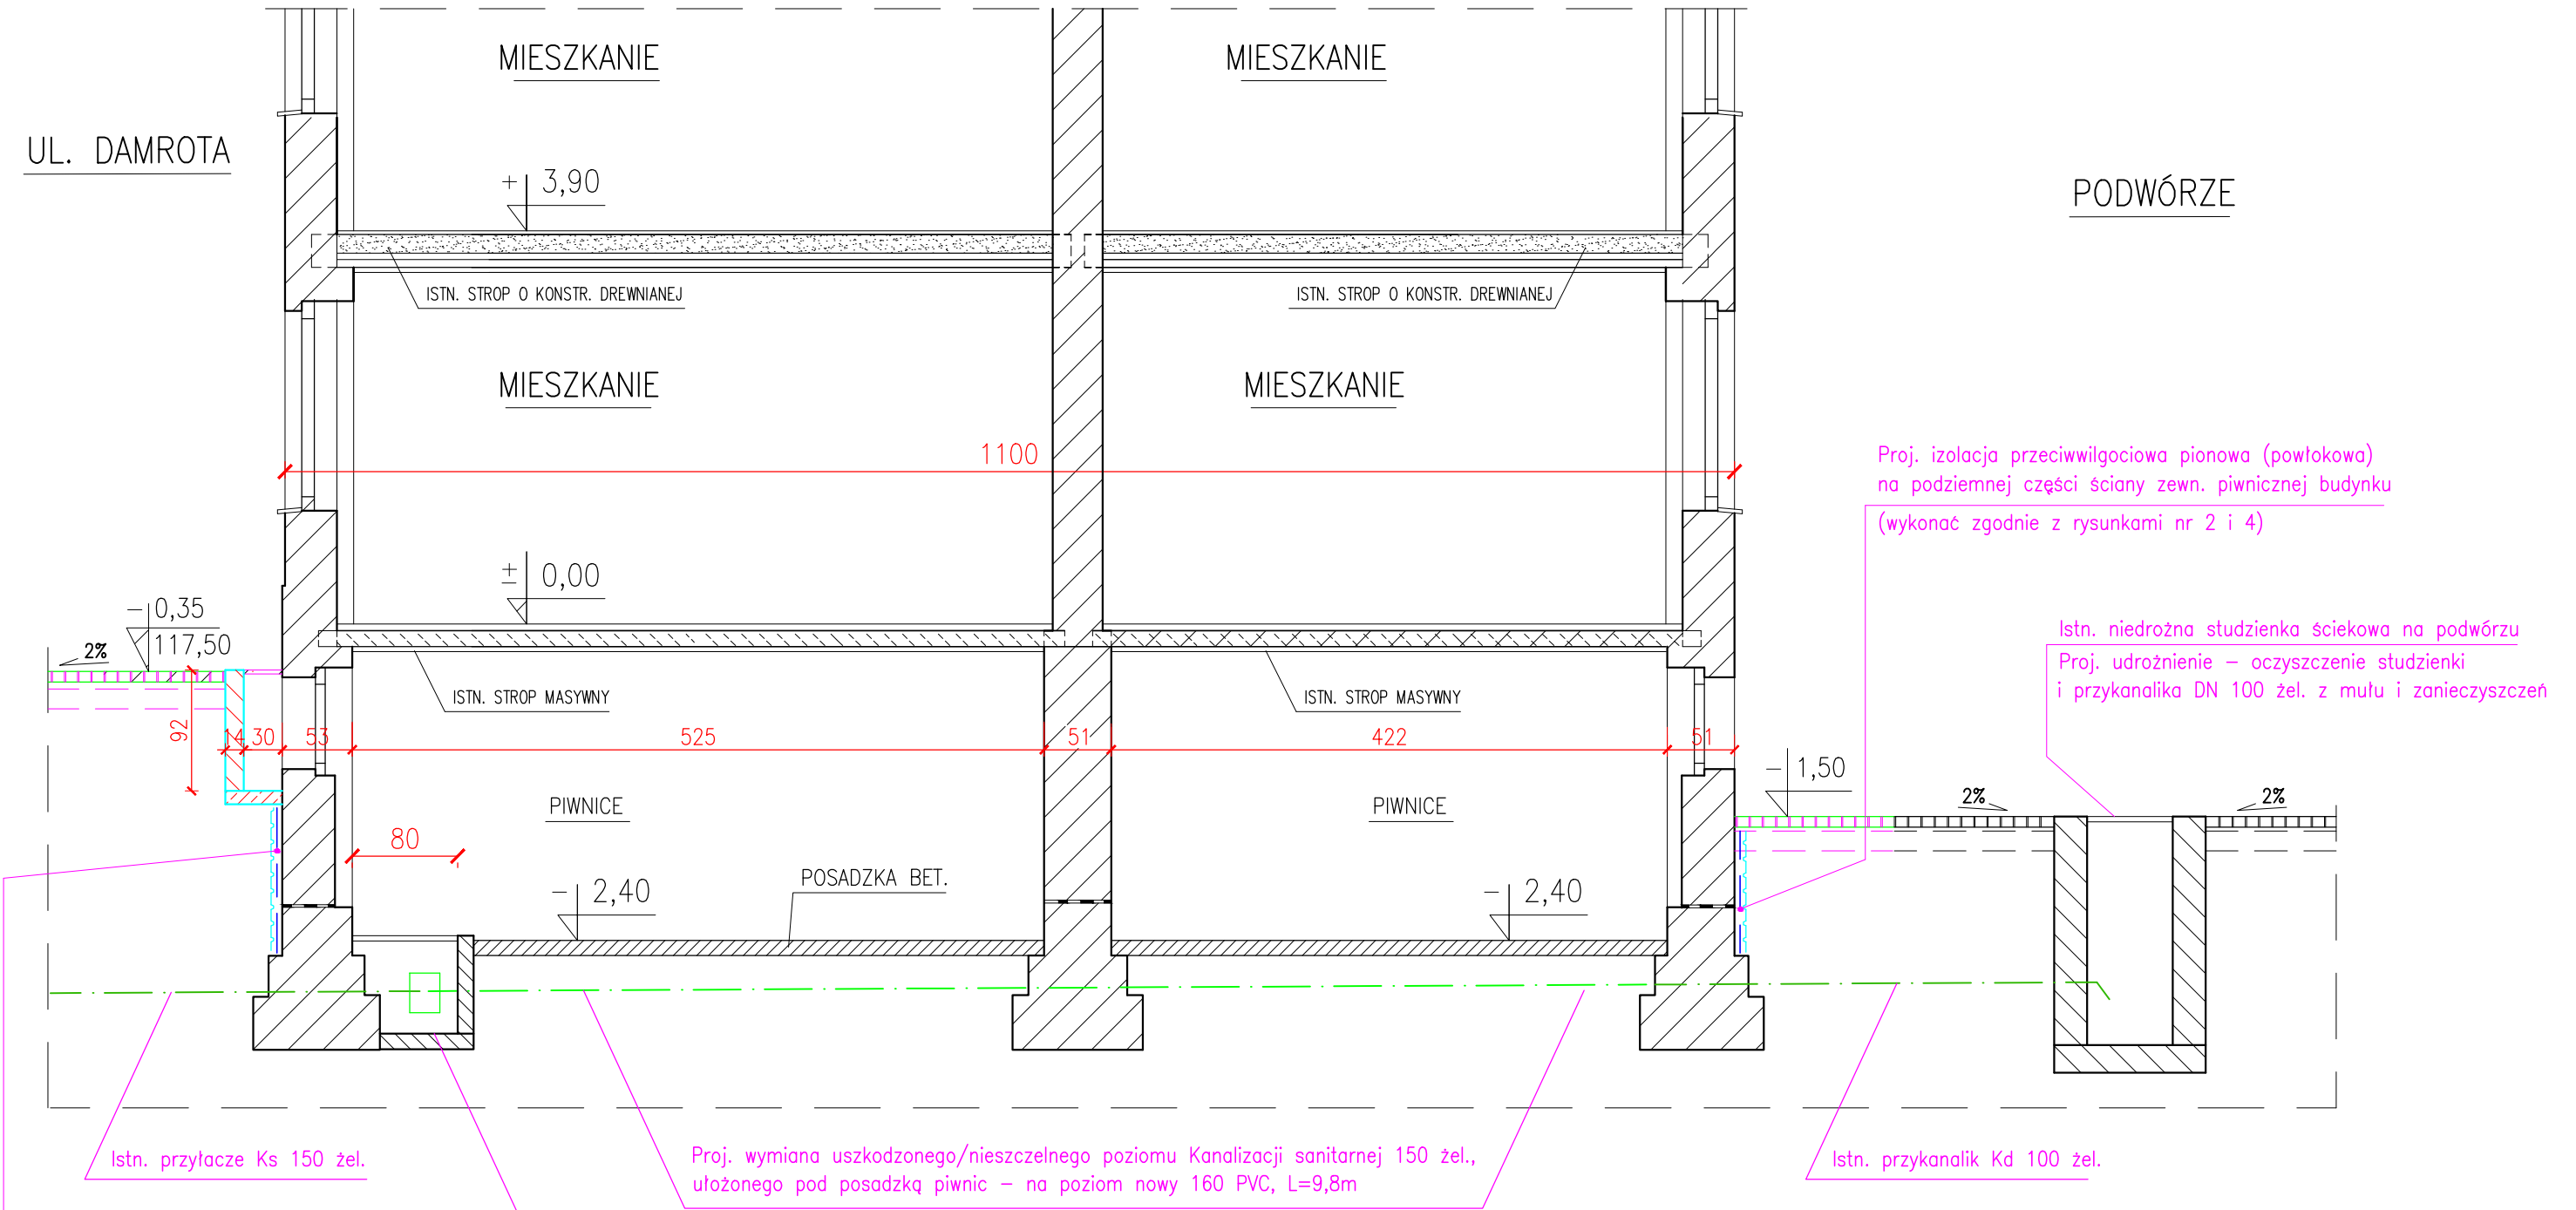 MIESZKANIE
MIESZKANIE
UL. DAMROTA
+ 3,90
PODWÓRZE
ISTN. STROP O KONSTR. DREWNIANEJ
ISTN. STROP O KONSTR. DREWNIANEJ
MIESZKANIE
MIESZKANIE
1100
Proj. izolacja przeciwwilgociowa pionowa (powłokowa)
na podziemnej części ściany zewn. piwnicznej budynku
(wykonać zgodnie z rysunkami nr 2 i 4)
± 0,00
- 0,35
117,50
2%
Istn. niedrożna studzienka ściekowa na podwórzu
Proj. udrożnienie – oczyszczenie studzienki
i przykanalika DN 100 żel. z mułu i zanieczyszczeń
ISTN. STROP MASYWNY
ISTN. STROP MASYWNY
92
14
30
53
525
51
422
51
- 1,50
2%
2%
PIWNICE
PIWNICE
80
POSADZKA BET.
- 2,40
- 2,40
Istn. przyłacze Ks 150 żel.
Proj. wymiana uszkodzonego/nieszczelnego poziomu Kanalizacji sanitarnej 150 żel.,
ułożonego pod posadzką piwnic – na poziom nowy 160 PVC, L=9,8m
Istn. przykanalik Kd 100 żel.